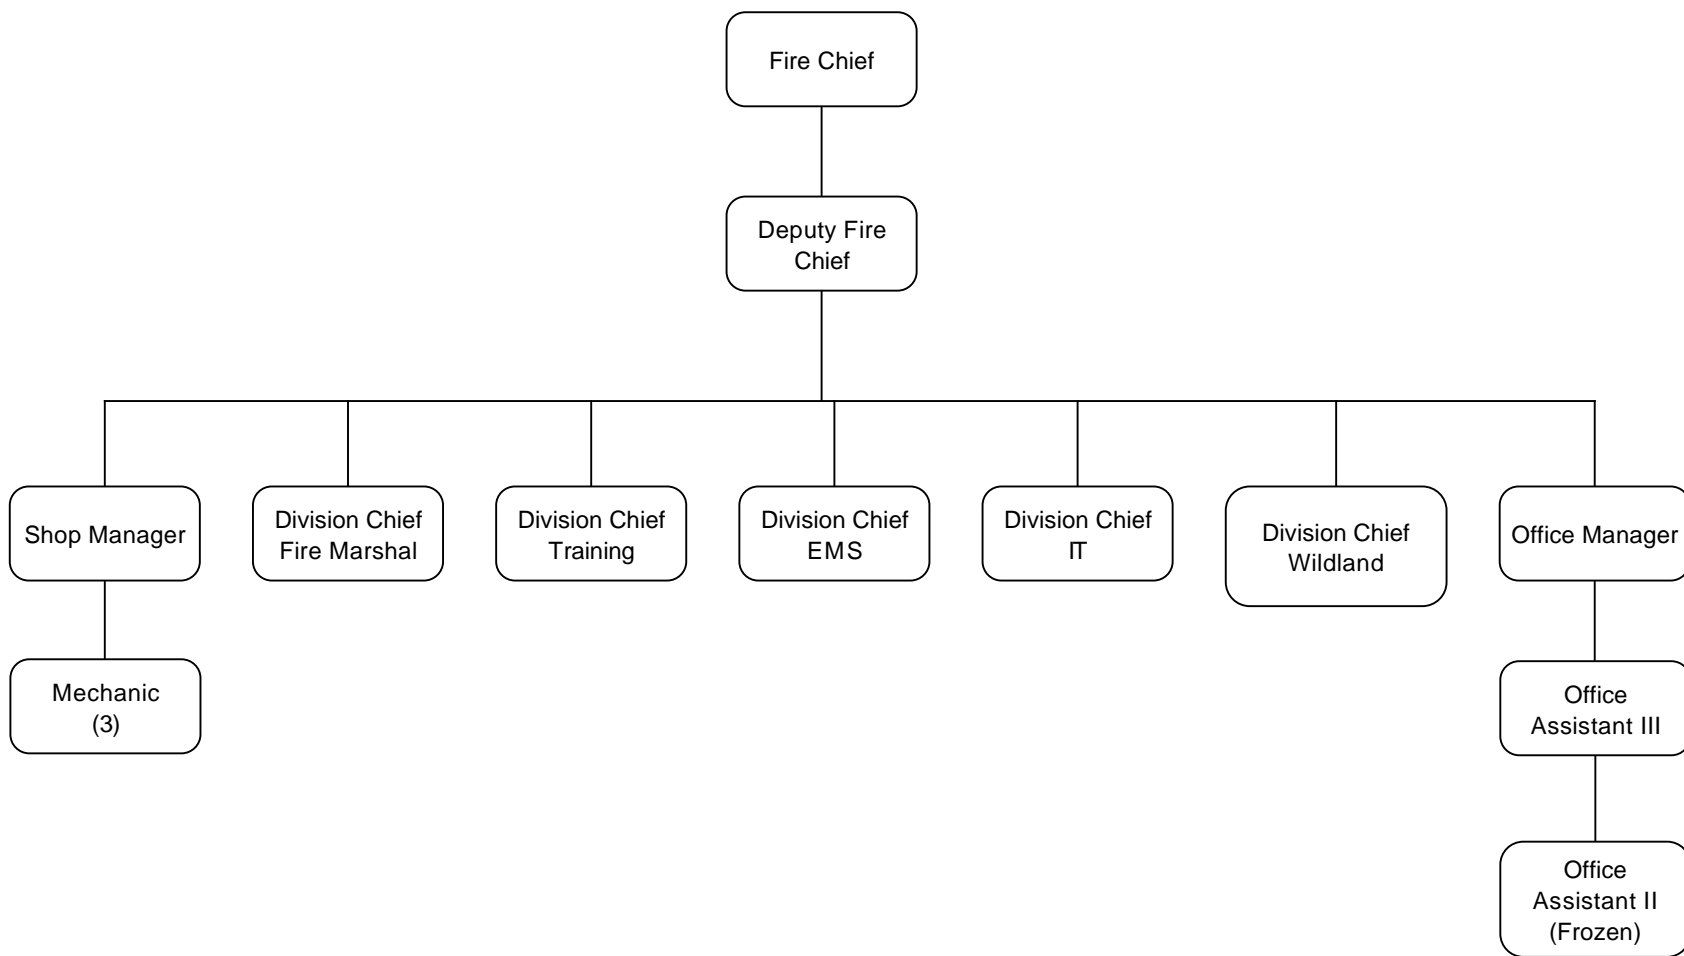 Fire Chief
Deputy Fire
Chief
Shop Manager
Division Chief
Fire Marshal
Division Chief
Training
Division Chief
EMS
Division Chief
IT
Division Chief
Wildland
Office Manager
Mechanic
(3)
Office
Assistant III
Office
Assistant II
(Frozen)